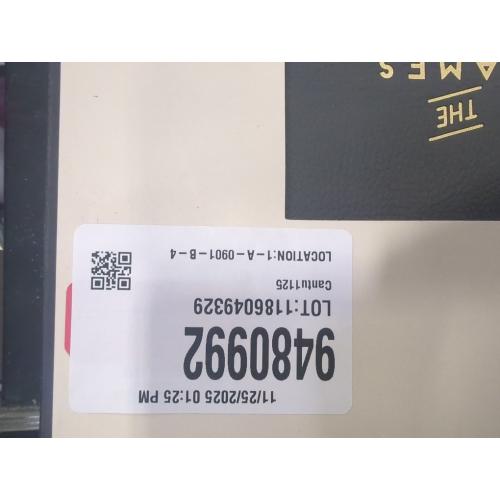 11/25/2025 01:25 PM
9480992
LOT:1186049329
Cantu1125
LOCATION:1-A-0901-B-4
THE
AMES